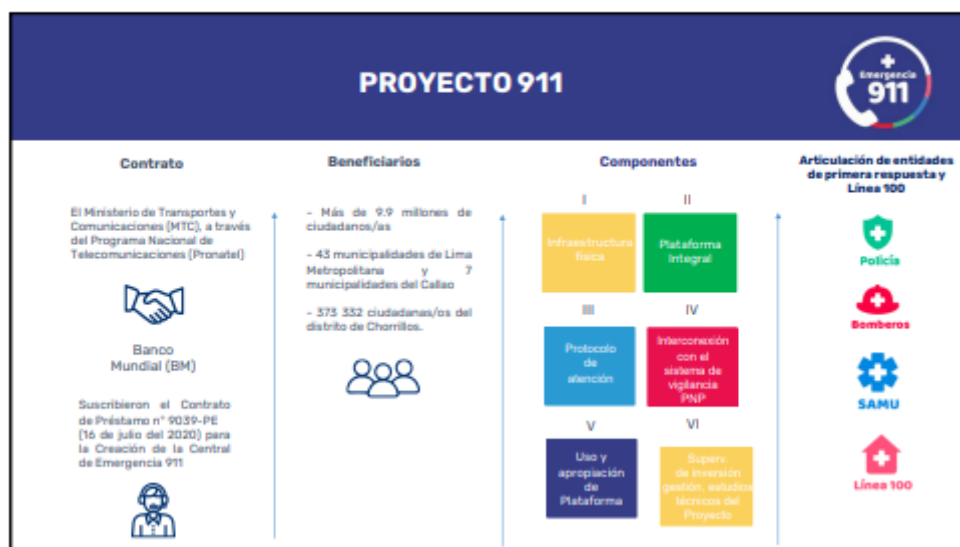 PROYECTO 911
Emergencia
911
Contrato
El Ministerio de Transportes y
Comunicaciones (MTC), a través
del Programa Nacional de
Telecomunicaciones (Pronatel)
Banco
Mundial (BM)
Suscribieron el Contrato
de Préstamo n° 9039-PE
(16 de julio del 2020) para
la Creación de la Central
de Emergencia 911
Beneficiarios
- Más de 9.9 millones de
ciudadanos/as
- 43 municipalidades de Lima
Metropolitana y 7
municipalidades del Callao
- 373 332 ciudadanas/os del
distrito de Chorrillos.
Componentes
I
Infraestructura
física
II
Plataforma
Integral
III
Protocolo
de
atención
IV
Interconexión
con el
sistema de
vigilancia
PNP
V
Uso y
apropiación
de
Plataforma
VI
Superv.
de inversión
gestión, estudios
técnicos del
Proyecto
Articulación de entidades
de primera respuesta y
Línea 100
Policía
Bomberos
SAMU
Línea 100